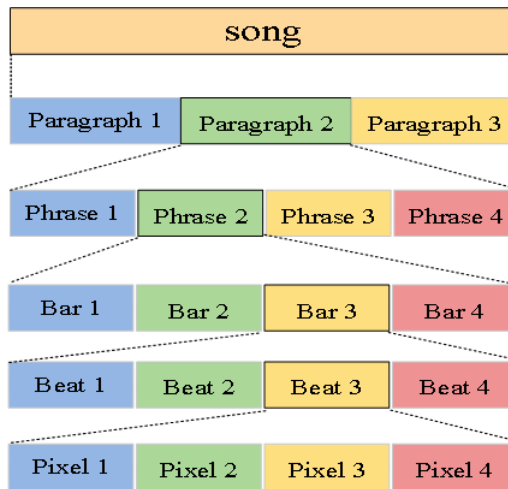 song
Paragraph 1 Paragraph 2 Paragraph 3
Phrase 1 Phrase 2 Phrase 3 Phrase 4
Bar 1 Bar 2 Bar 3 Bar 4
Beat 1 Beat 2 Beat 3 Beat 4
Pixel 1 Pixel 2 Pixel 3 Pixel 4